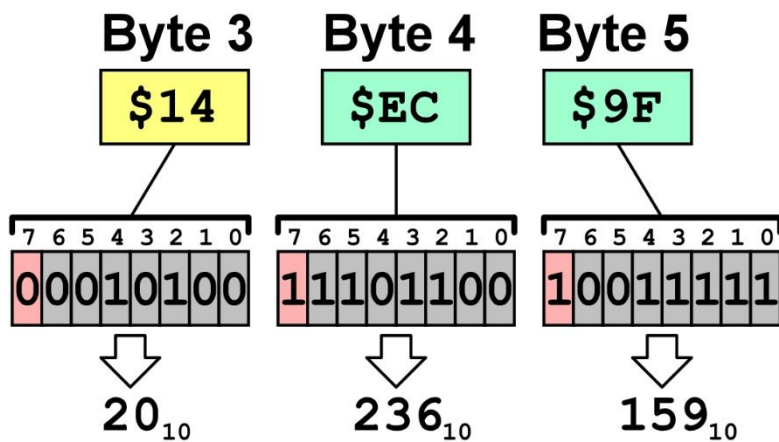 Byte 3 Byte 4 Byte 5
$14 $EC $9F
7 6 5 4 3 2 1 0 7 6 5 4 3 2 1 0 7 6 5 4 3 2 1 0
00010100 11101100 10011111
20₁₀ 236₁₀ 159₁₀